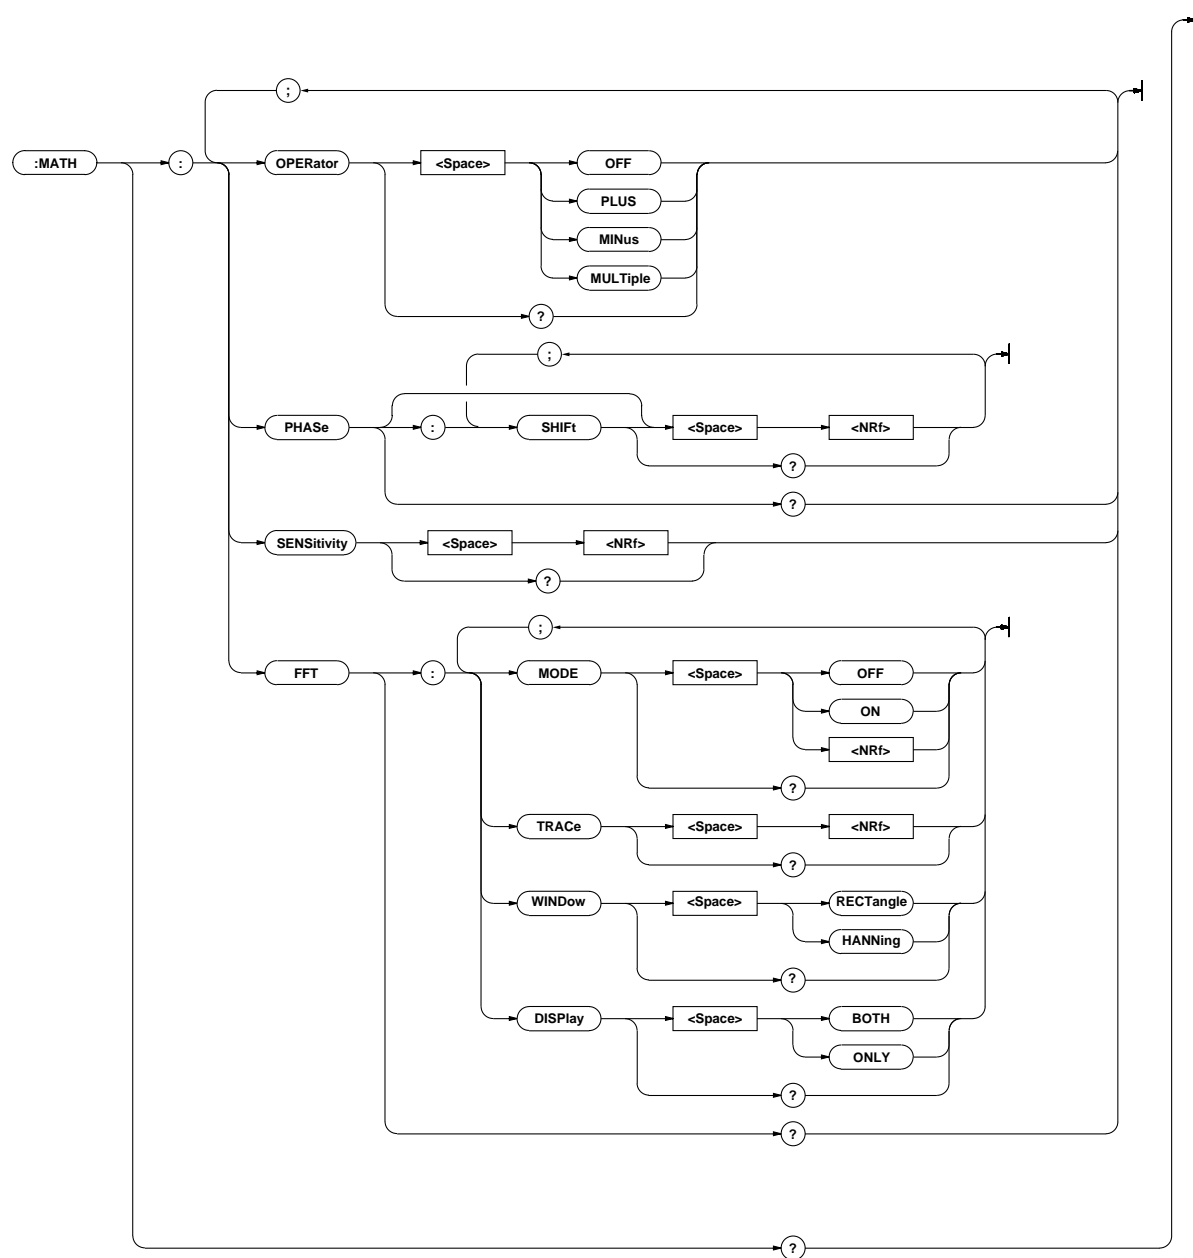 ;
:MATH : OPERator <Space> OFF
PLUS
MINus
MULTiple
?
;
PHASe : SHIFt <Space> <NRf>
?
?
SENSitivity <Space> <NRf>
?
;
FFT : MODE <Space> OFF
ON
<NRf>
?
TRACe <Space> <NRf>
?
WINDow <Space> RECTangle
HANNing
?
DISPlay <Space> BOTH
ONLY
?
?
?